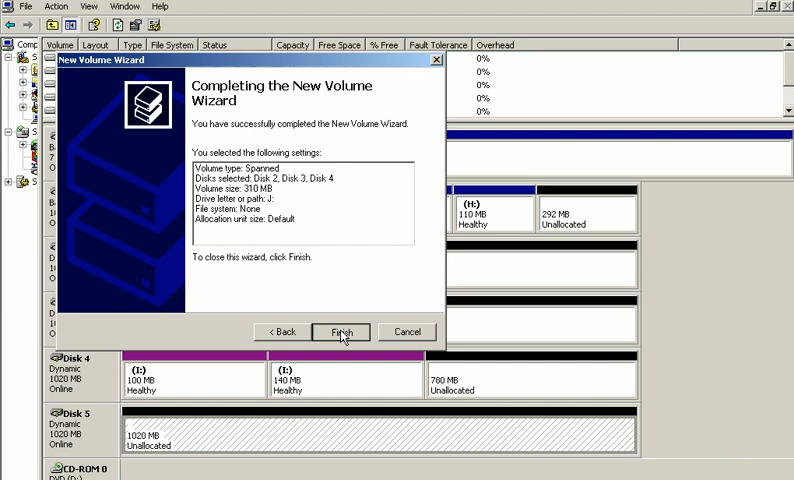 File Action View Window Help
Comp
Volume Layout Type File System Status Capacity Free Space % Free Fault Tolerance Overhead
0%
0%
0%
0%
0%
New Volume Wizard
Completing the New Volume
Wizard
You have successfully completed the New Volume Wizard.
You selected the following settings:
Volume type: Spanned
Disks selected: Disk 2, Disk 3, Disk 4
Volume size: 310 MB
Drive letter or path: J:
File system: None
Allocation unit size: Default
To close this wizard, click Finish.
< Back Finish Cancel
(H:)
110 MB
Healthy
292 MB
Unallocated
Disk 4
Dynamic
1020 MB
Online
(I:)
100 MB
Healthy
(I:)
140 MB
Healthy
780 MB
Unallocated
Disk 5
Dynamic
1020 MB
Online
1020 MB
Unallocated
CD-ROM 0
DVD (D:)